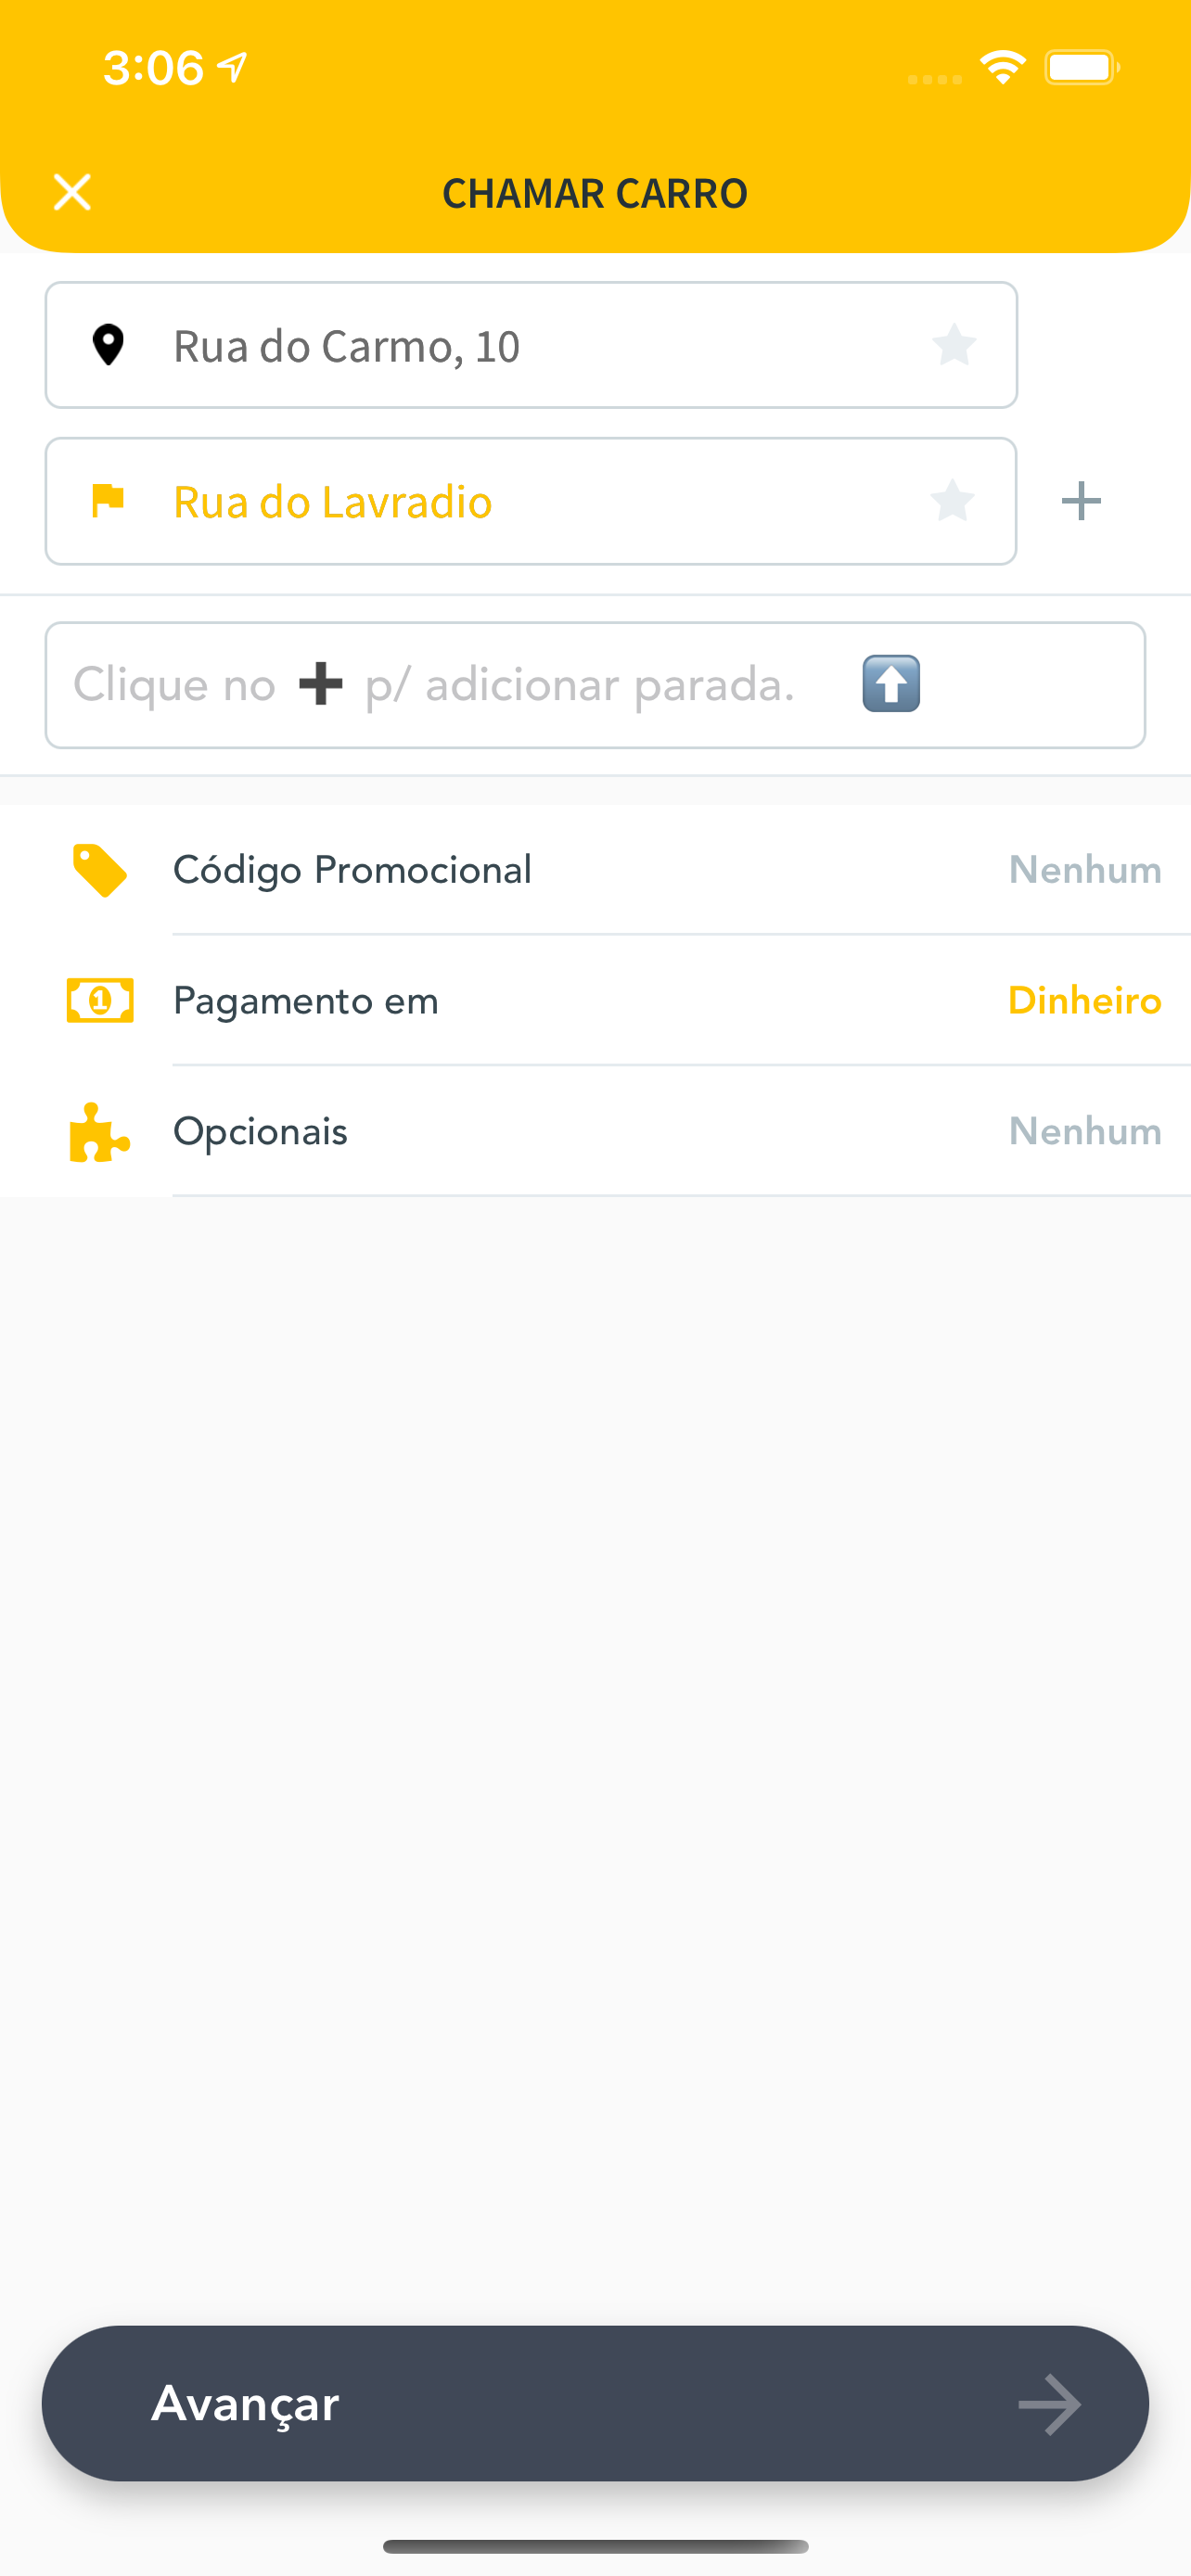 3:06
CHAMAR CARRO
Rua do Carmo, 10
Rua do Lavradio
Clique no ➕ p/ adicionar parada. ⬆️
Código Promocional Nenhum
Pagamento em Dinheiro
Opcionais Nenhum
Avançar